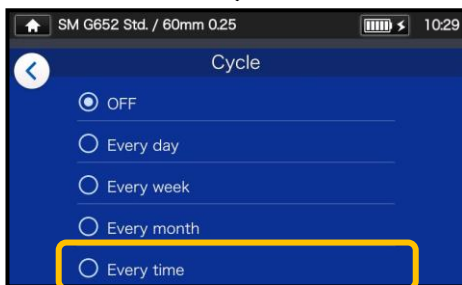 SM G652 Std. / 60mm 0.25 10:29
Cycle
OFF
Every day
Every week
Every month
Every time